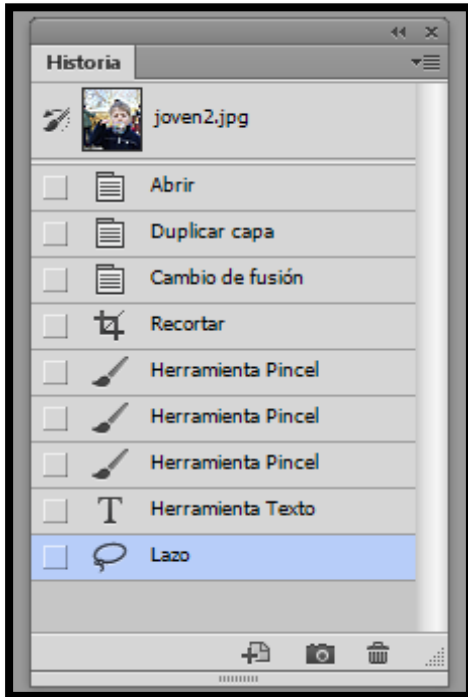 Historia
joven2.jpg
Abrir
Duplicar capa
Cambio de fusión
Recortar
Herramienta Pincel
Herramienta Pincel
Herramienta Pincel
Herramienta Texto
Lazo